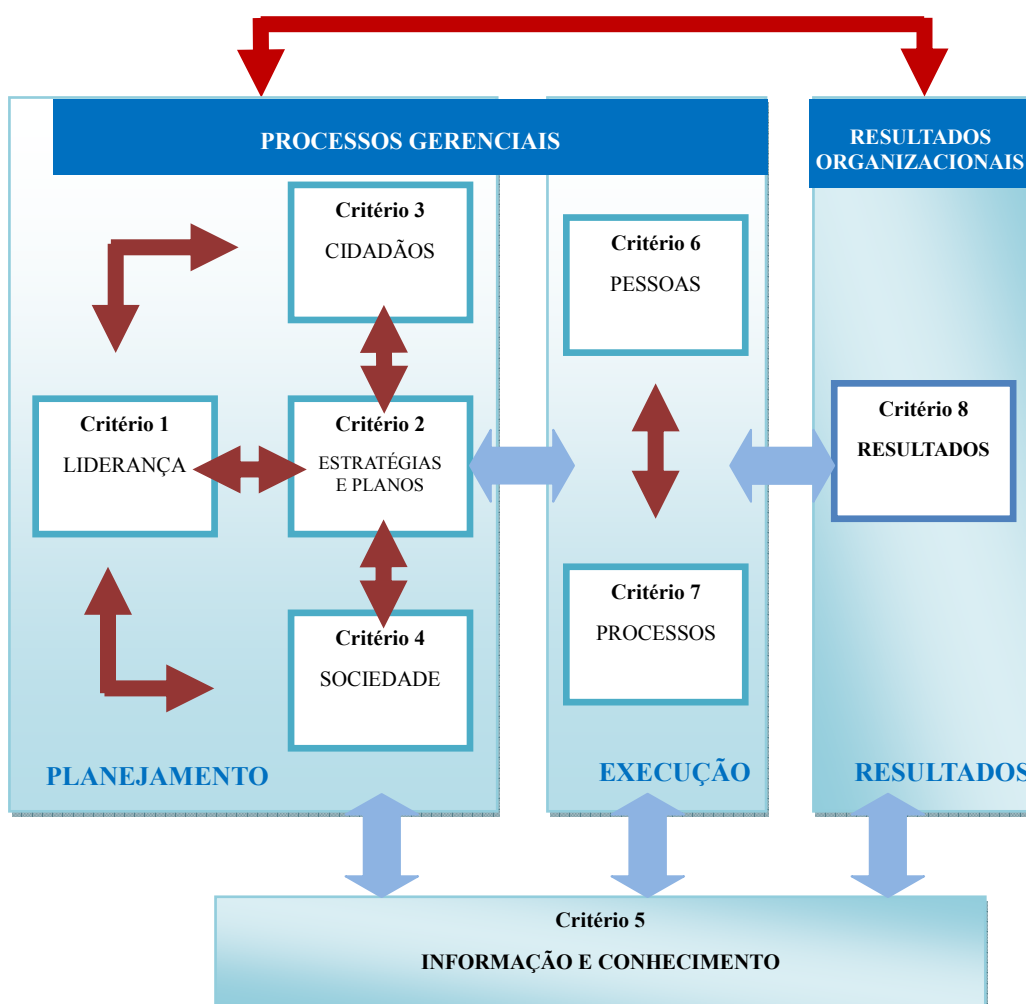 PROCESSOS GERENCIAIS
RESULTADOS
ORGANIZACIONAIS
Critério 3
CIDADÃOS
Critério 6
PESSOAS
Critério 1
LIDERANÇA
Critério 2
ESTRATÉGIAS
E PLANOS
Critério 8
RESULTADOS
Critério 4
SOCIEDADE
Critério 7
PROCESSOS
PLANEJAMENTO
EXECUÇÃO
RESULTADOS
Critério 5
INFORMAÇÃO E CONHECIMENTO